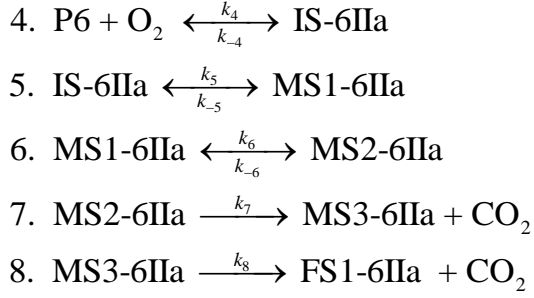 4. P6 + O₂ ⟷ (k₄ / k₋₄) IS-6IIa
5. IS-6IIa ⟷ (k₅ / k₋₅) MS1-6IIa
6. MS1-6IIa ⟷ (k₆ / k₋₆) MS2-6IIa
7. MS2-6IIa ⟶ (k₇) MS3-6IIa + CO₂
8. MS3-6IIa ⟶ (k₈) FS1-6IIa + CO₂